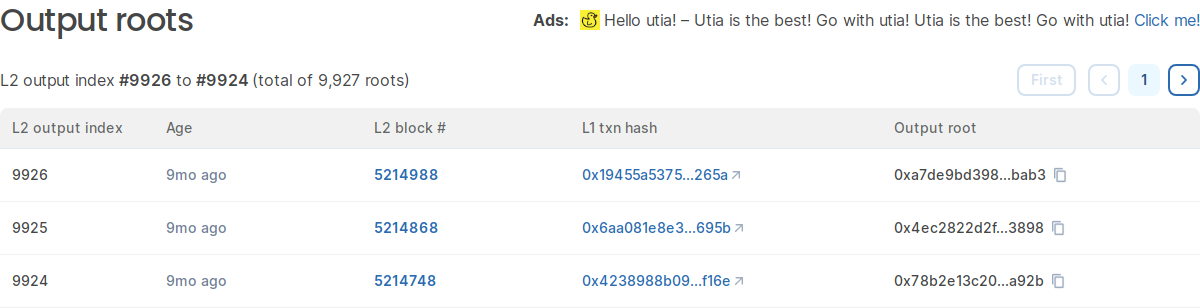 Output roots
Ads: Hello utia! – Utia is the best! Go with utia! Utia is the best! Go with utia! Click me!
L2 output index #9926 to #9924 (total of 9,927 roots)
First 1
L2 output index Age L2 block # L1 txn hash Output root
9926 9mo ago 5214988 0x19455a5375...265a 0xa7de9bd398...bab3
9925 9mo ago 5214868 0x6aa081e8e3...695b 0x4ec2822d2f...3898
9924 9mo ago 5214748 0x4238988b09...f16e 0x78b2e13c20...a92b